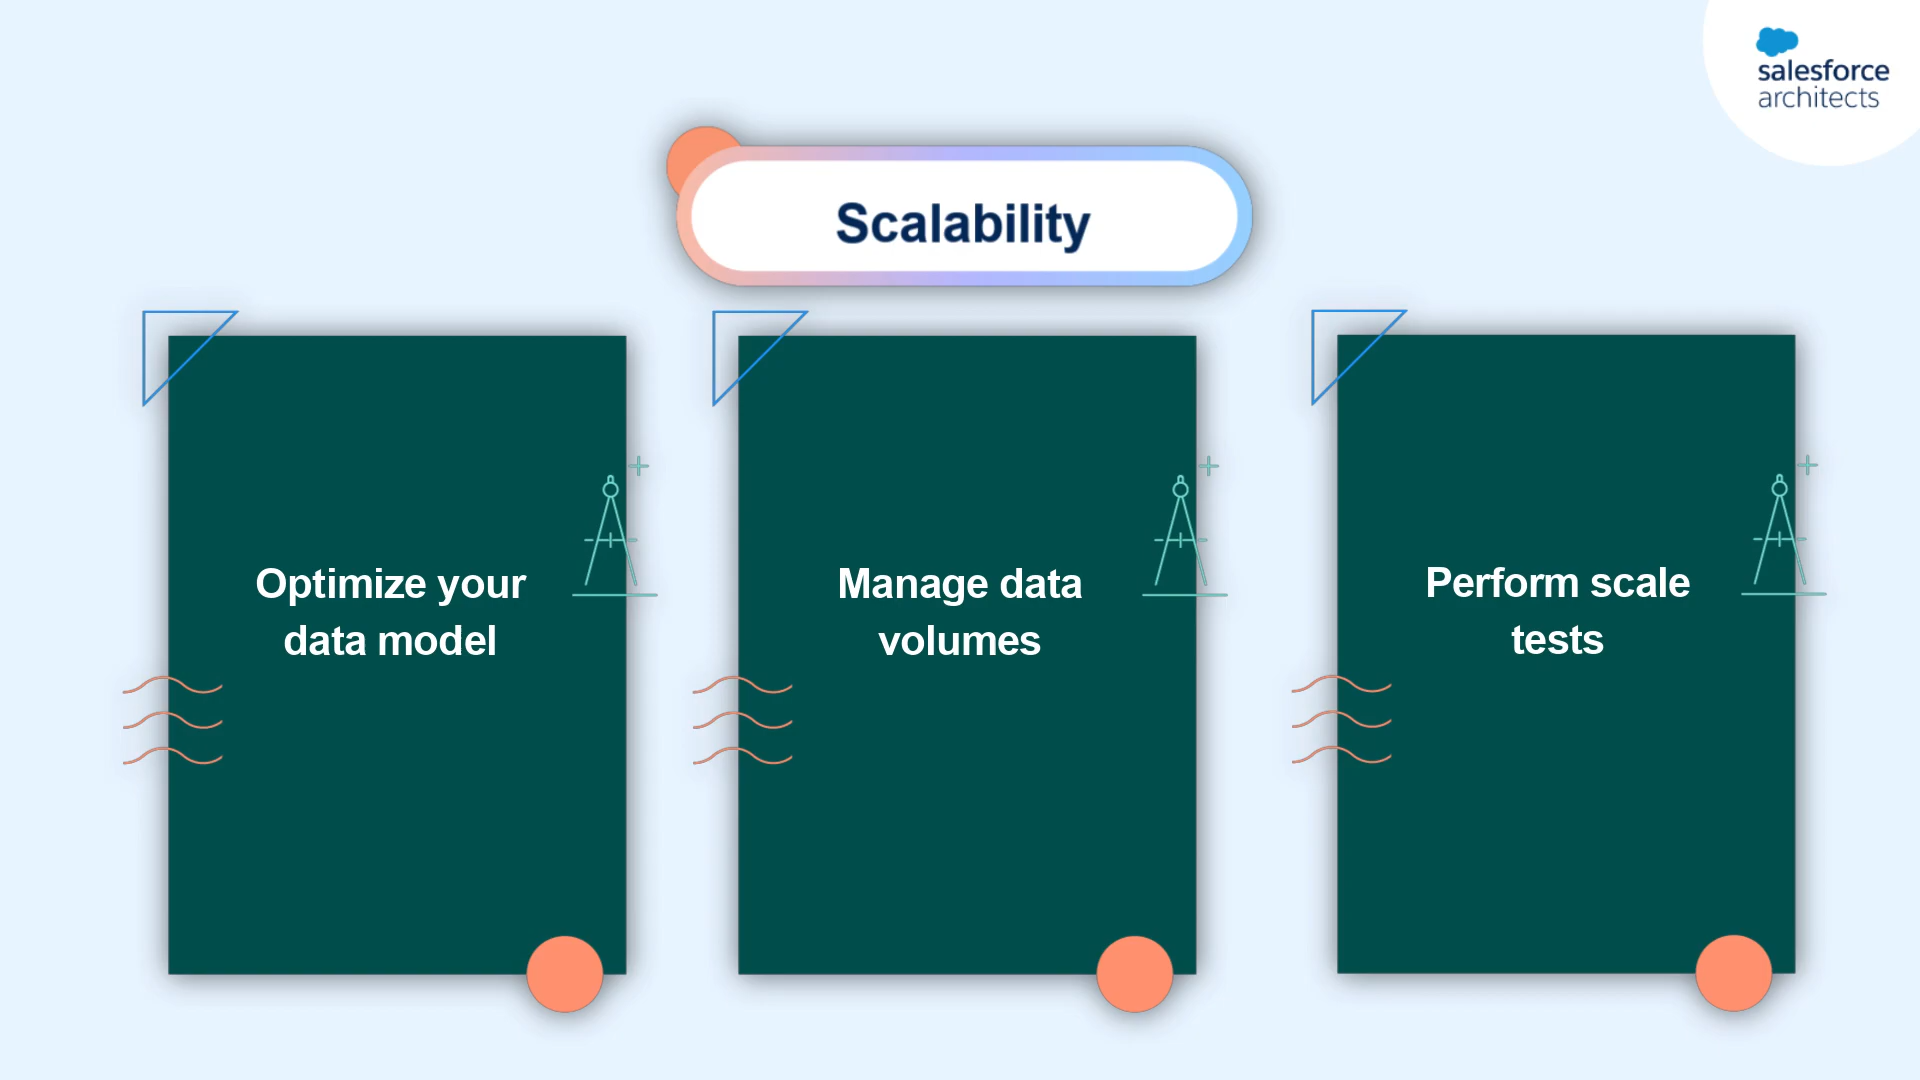 salesforce
architects
Scalability
Optimize your
data model
Manage data
volumes
Perform scale
tests